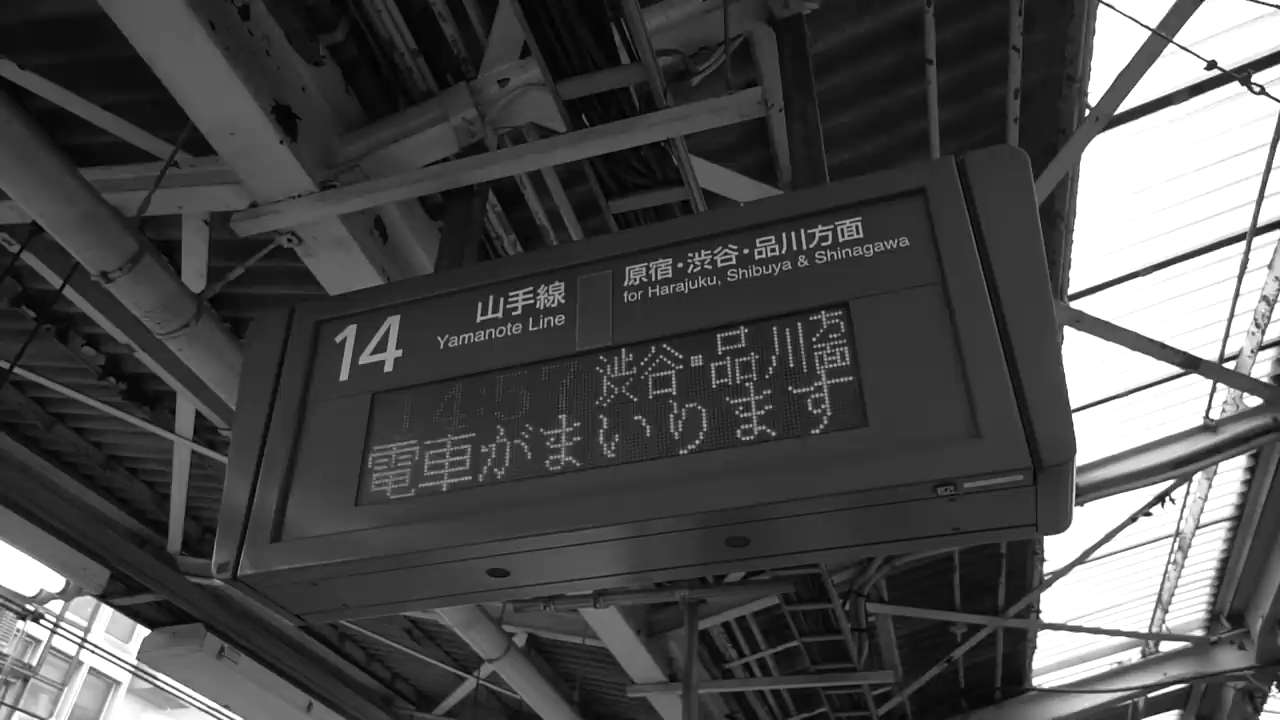 14
山手線
Yamanote Line
原宿・渋谷・品川方面
for Harajuku, Shibuya & Shinagawa
14:57 渋谷・品川方面
電車がまいります